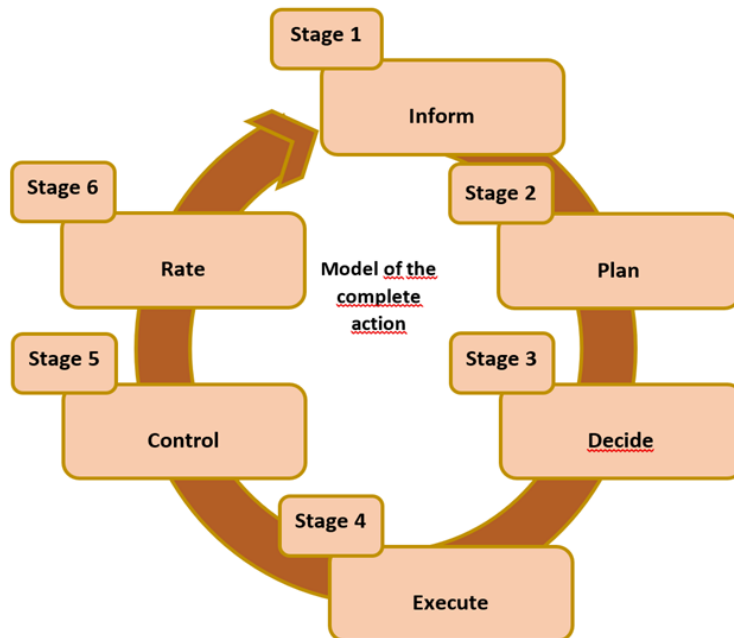 Stage 1
Inform
Stage 2
Plan
Stage 3
Decide
Stage 4
Execute
Stage 5
Control
Stage 6
Rate
Model of the
complete
action